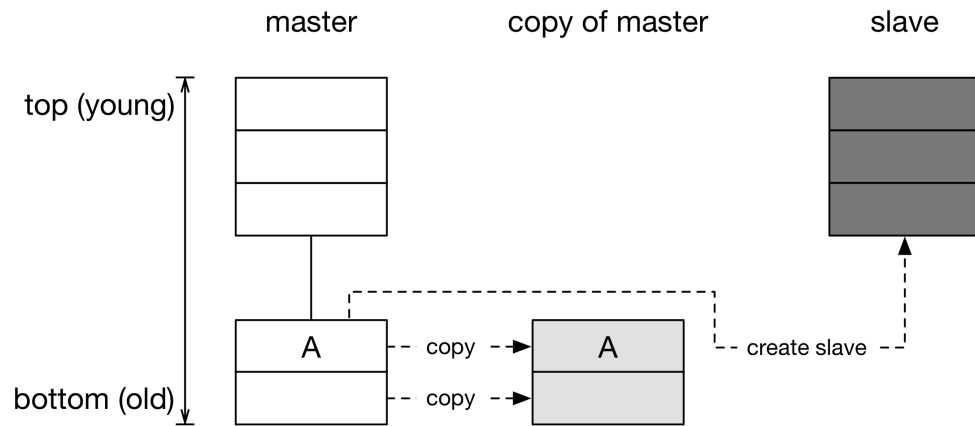 master
copy of master
slave
top (young)
A
copy
A
create slave
bottom (old)
copy